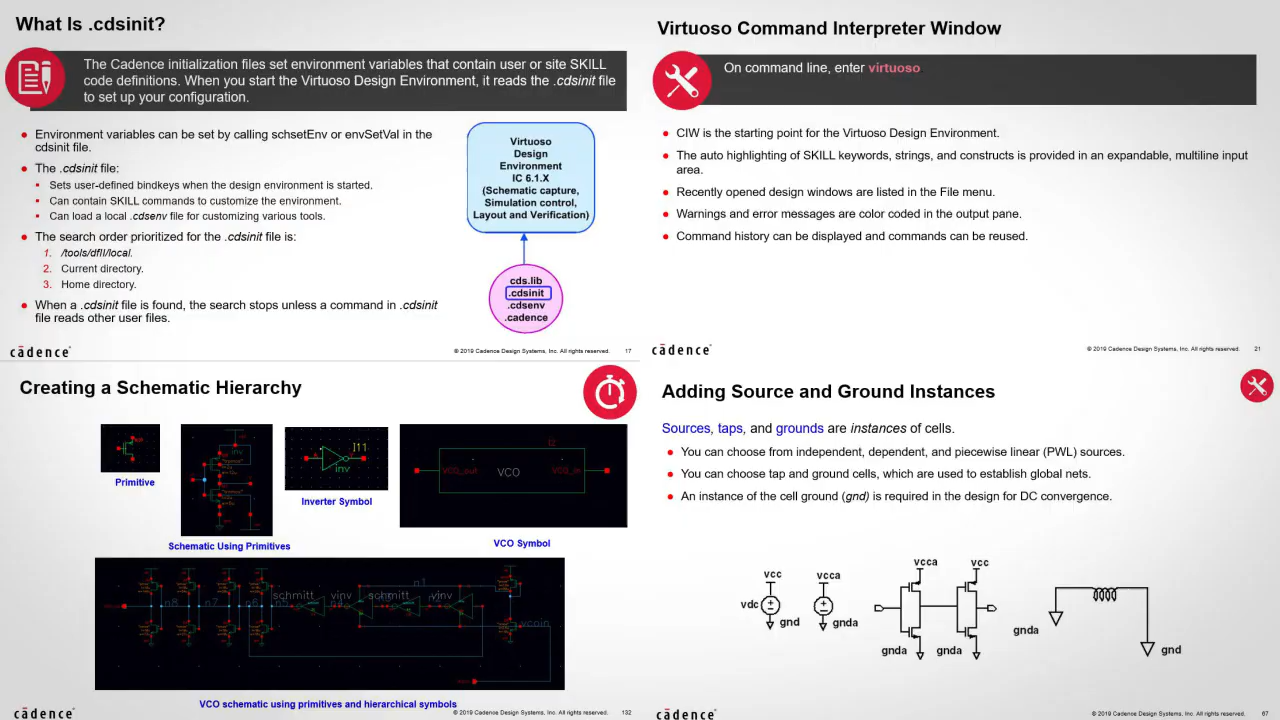 What Is .cdsinit?
The Cadence initialization files set environment variables that contain user or site SKILL
code definitions. When you start the Virtuoso Design Environment, it reads the .cdsinit file
to set up your configuration.
Environment variables can be set by calling schsetEnv or envSetVal in the
cdsinit file.
The .cdsinit file:
Sets user-defined bindkeys when the design environment is started.
Can contain SKILL commands to customize the environment.
Can load a local .cdsenv file for customizing various tools.
The search order prioritized for the .cdsinit file is:
1. /tools/dfII/local.
2. Current directory.
3. Home directory.
When a .cdsinit file is found, the search stops unless a command in .cdsinit
file reads other user files.
Virtuoso
Design
Environment
IC 6.1.X
(Schematic capture,
Simulation control,
Layout and Verification)
cds.lib
.cdsinit
.cdsenv
.cadence
cādence®
© 2019 Cadence Design Systems, Inc. All rights reserved. 17
Virtuoso Command Interpreter Window
On command line, enter virtuoso
CIW is the starting point for the Virtuoso Design Environment.
The auto highlighting of SKILL keywords, strings, and constructs is provided in an expandable, multiline input
area.
Recently opened design windows are listed in the File menu.
Warnings and error messages are color coded in the output pane.
Command history can be displayed and commands can be reused.
cādence®
© 2019 Cadence Design Systems, Inc. All rights reserved. 21
Creating a Schematic Hierarchy
Primitive
inv
Schematic Using Primitives
I11
inv
Inverter Symbol
VCO_out VCO VCO_in
VCO Symbol
n8 n7 n6 schmitt vinv n1 schmitt vinv
vcoin
VCO schematic using primitives and hierarchical symbols
cādence®
© 2019 Cadence Design Systems, Inc. All rights reserved. 132
Adding Source and Ground Instances
Sources, taps, and grounds are instances of cells.
You can choose from independent, dependent, and piecewise linear (PWL) sources.
You can choose tap and ground cells, which are used to establish global nets.
An instance of the cell ground (gnd) is required in the design for DC convergence.
vcc vcca vcca vcc
vdc gnd gnda gnda gnda gnda gnd
cādence®
© 2019 Cadence Design Systems, Inc. All rights reserved. 67